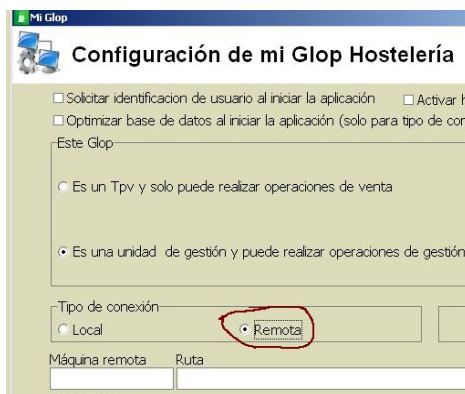 Mi Glop
Configuración de mi Glop Hostelería
Solicitar identificacion de usuario al iniciar la aplicación Activar
Optimizar base de datos al iniciar la aplicación (solo para tipo de con
Este Glop
Es un Tpv y solo puede realizar operaciones de venta
Es una unidad de gestión y puede realizar operaciones de gestión
Tipo de conexión
Local Remota
Máquina remota Ruta